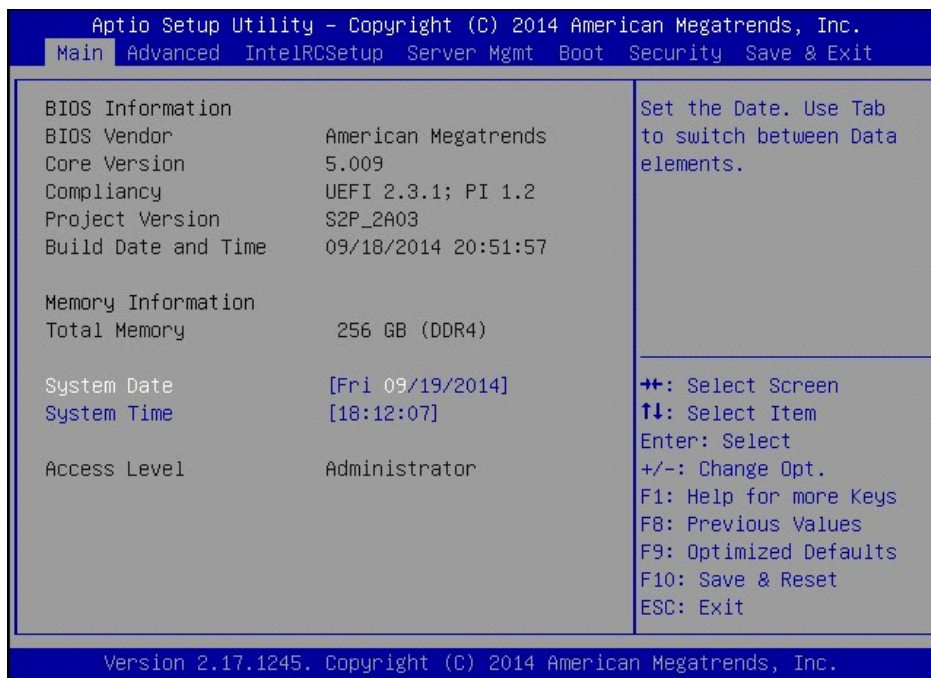 Aptio Setup Utility – Copyright (C) 2014 American Megatrends, Inc.
Main Advanced IntelRCSetup Server Mgmt Boot Security Save & Exit
BIOS Information
BIOS Vendor American Megatrends
Core Version 5.009
Compliancy UEFI 2.3.1; PI 1.2
Project Version S2P_2A03
Build Date and Time 09/18/2014 20:51:57
Memory Information
Total Memory 256 GB (DDR4)
System Date [Fri 09/19/2014]
System Time [18:12:07]
Access Level Administrator
Set the Date. Use Tab
to switch between Data
elements.
→←: Select Screen
↑↓: Select Item
Enter: Select
+/-: Change Opt.
F1: Help for more Keys
F8: Previous Values
F9: Optimized Defaults
F10: Save & Reset
ESC: Exit
Version 2.17.1245. Copyright (C) 2014 American Megatrends, Inc.